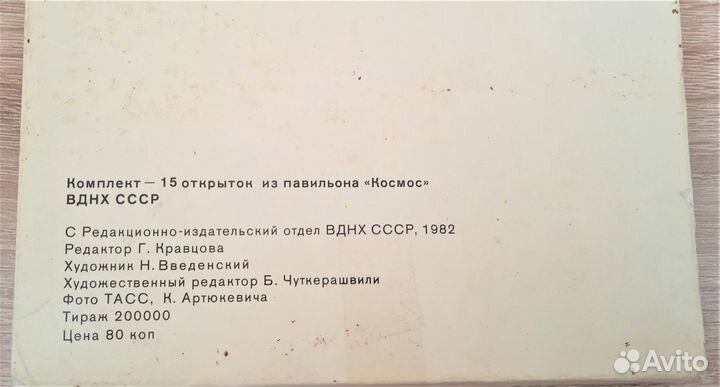 Комплект — 15 открыток из павильона «Космос»
ВДНХ СССР
С Редакционно-издательский отдел ВДНХ СССР, 1982
Редактор Г. Кравцова
Художник Н. Введенский
Художественный редактор Б. Чуткерашвили
Фото ТАСС, К. Артюкевича
Тираж 200000
Цена 80 коп
Avito